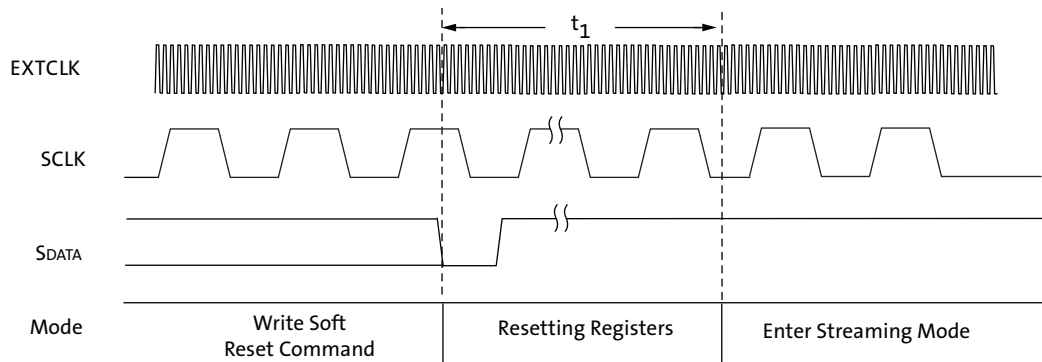 t1
EXTCLK
SCLK
SDATA
Mode
Write Soft
Reset Command
Resetting Registers
Enter Streaming Mode